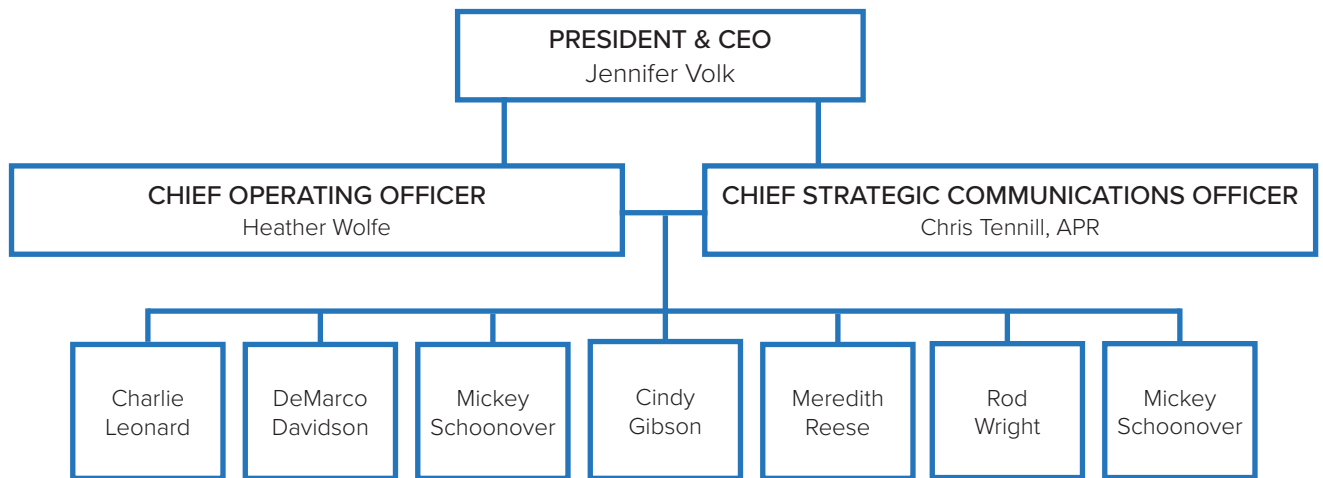 PRESIDENT & CEO
Jennifer Volk
CHIEF OPERATING OFFICER
Heather Wolfe
CHIEF STRATEGIC COMMUNICATIONS OFFICER
Chris Tennill, APR
Charlie
Leonard
DeMarco
Davidson
Mickey
Schoonover
Cindy
Gibson
Meredith
Reese
Rod
Wright
Mickey
Schoonover